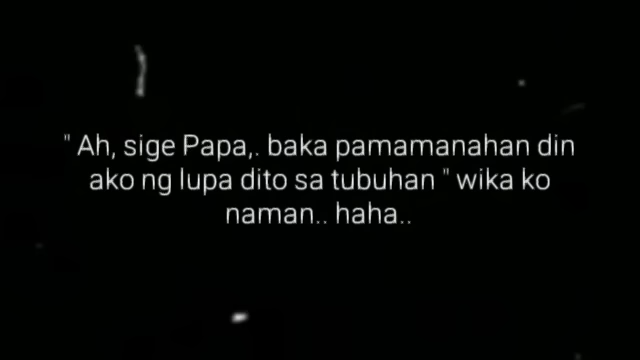 " Ah, sige Papa,. baka pamamanahan din
ako ng lupa dito sa tubuhan " wika ko
naman.. haha..